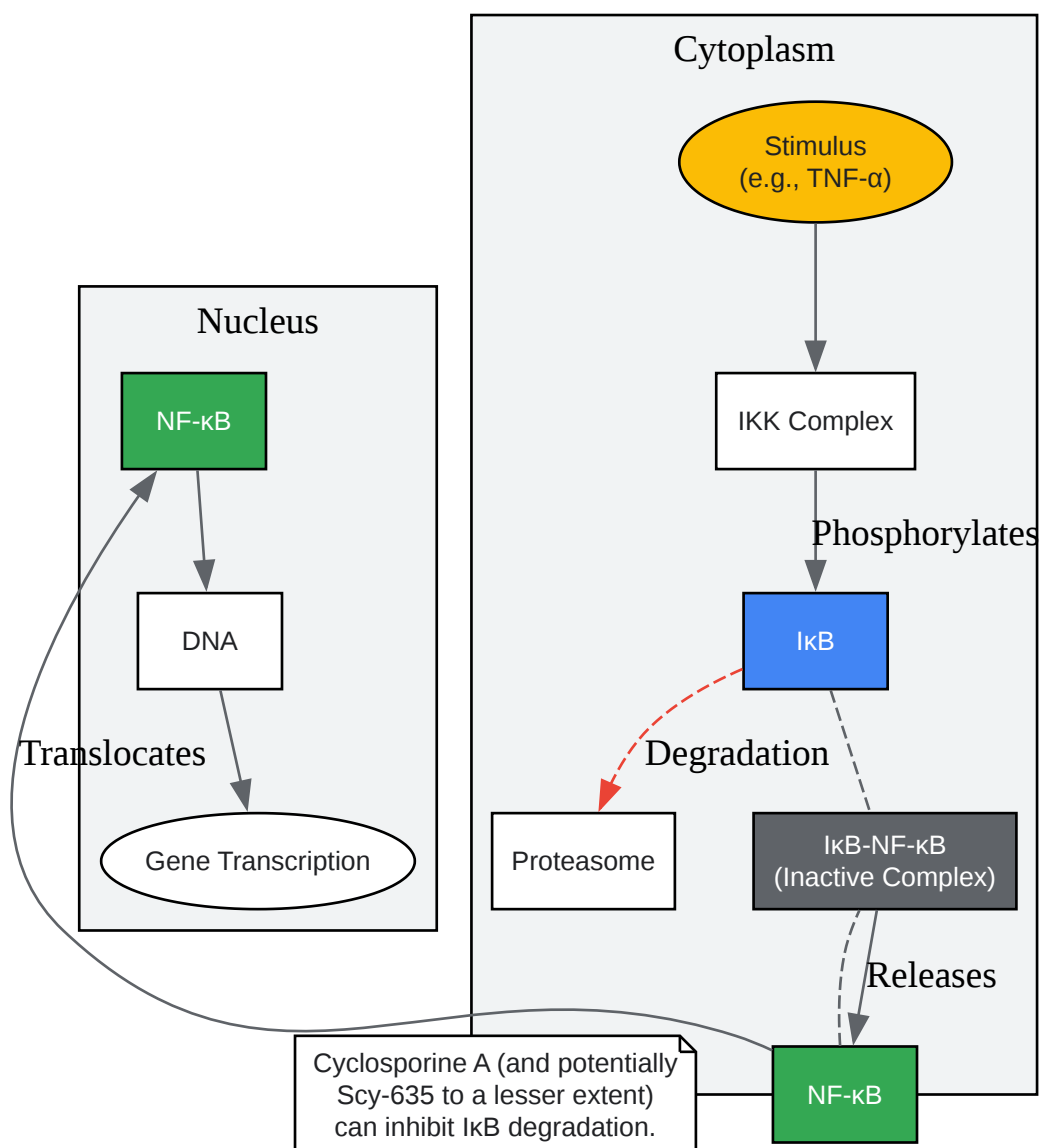 Cytoplasm
Stimulus
(e.g., TNF-α)
Nucleus
NF-κB
IKK Complex
Phosphorylates
DNA
IκB
Translocates
Degradation
Gene Transcription
Proteasome
IκB-NF-κB
(Inactive Complex)
Releases
Cyclosporine A (and potentially
Scy-635 to a lesser extent)
can inhibit IκB degradation.
NF-κB